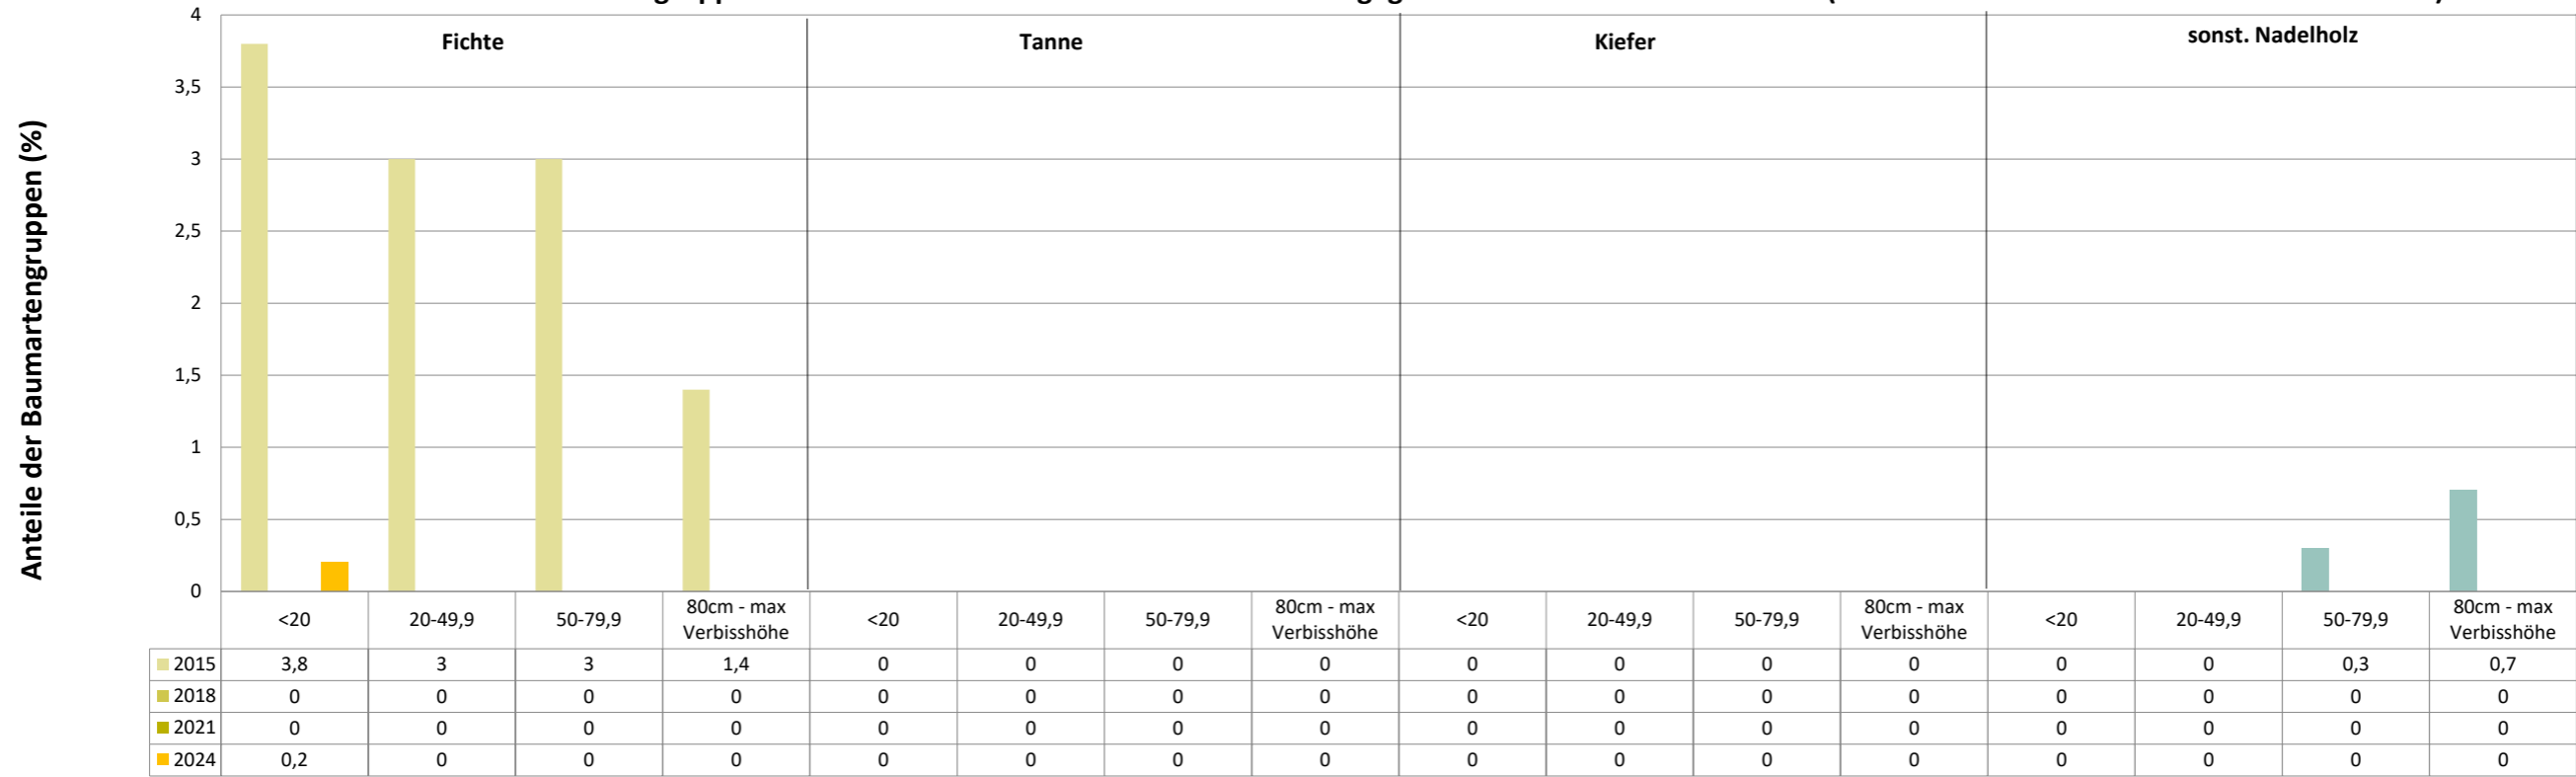 4
Fichte Tanne Kiefer sonst. Nadelholz
3,5
3
2,5
2
1,5
1
0,5
0
Anteile der Baumartengruppen (%)
<20 20-49,9 50-79,9 80cm - max Verbisshöhe <20 20-49,9 50-79,9 80cm - max Verbisshöhe <20 20-49,9 50-79,9 80cm - max Verbisshöhe <20 20-49,9 50-79,9 80cm - max Verbisshöhe
2015 3,8 3 3 1,4 0 0 0 0 0 0 0 0 0 0 0,3 0,7
2018 0 0 0 0 0 0 0 0 0 0 0 0 0 0 0 0
2021 0 0 0 0 0 0 0 0 0 0 0 0 0 0 0 0
2024 0,2 0 0 0 0 0 0 0 0 0 0 0 0 0 0 0